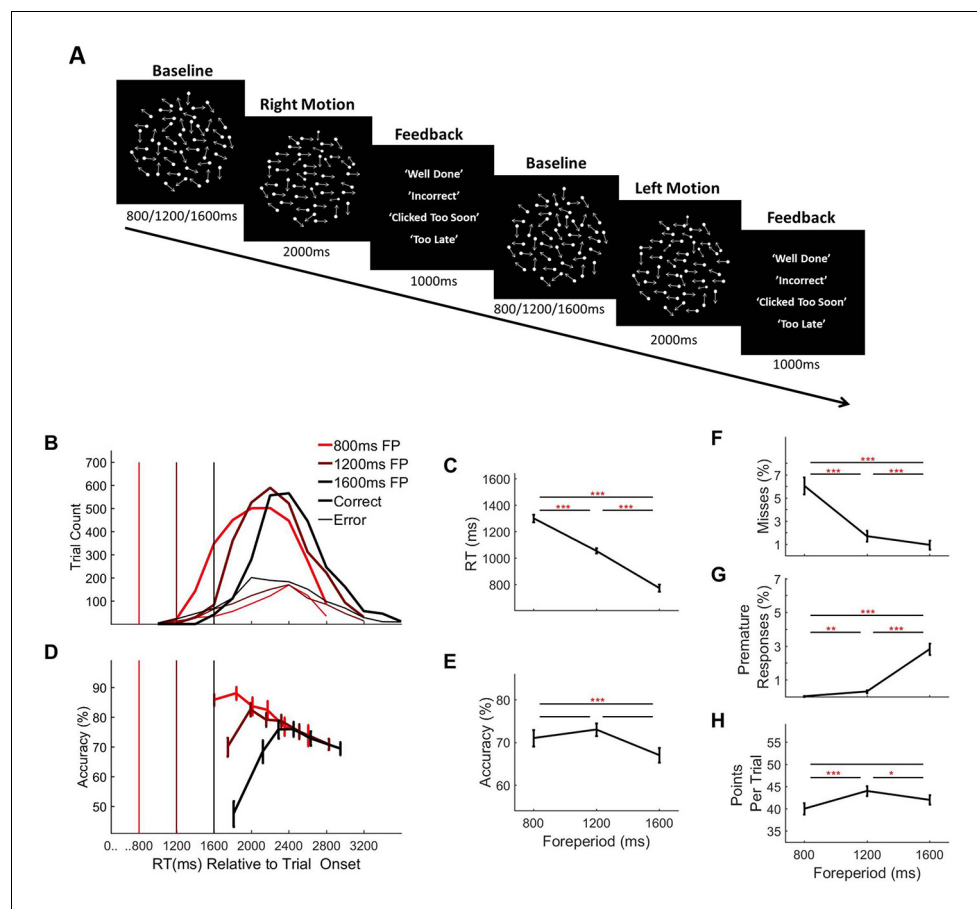 A
Baseline
800/1200/1600ms
Right Motion
2000ms
Feedback
'Well Done'
'Incorrect'
'Clicked Too Soon'
'Too Late'
1000ms
Baseline
800/1200/1600ms
Left Motion
2000ms
Feedback
'Well Done'
'Incorrect'
'Clicked Too Soon'
'Too Late'
1000ms
B
Trial Count
700
600
500
400
300
200
100
800ms FP
1200ms FP
1600ms FP
Correct
Error
D
Accuracy (%)
90
80
70
60
50
0.. ..800 1200 1600 2000 2400 2800 3200
RT(ms) Relative to Trial Onset
C
RT (ms)
1600
1400
1200
1000
800
***
*** ***
E
Accuracy (%)
80
70
60
***
800 1200 1600
Foreperiod (ms)
F
Misses (%)
7
5
3
1
***
*** ***
G
Premature
Responses (%)
7
5
3
1
***
** ***
H
Points
Per Trial
55
50
45
40
35
*** *
800 1200 1600
Foreperiod (ms)